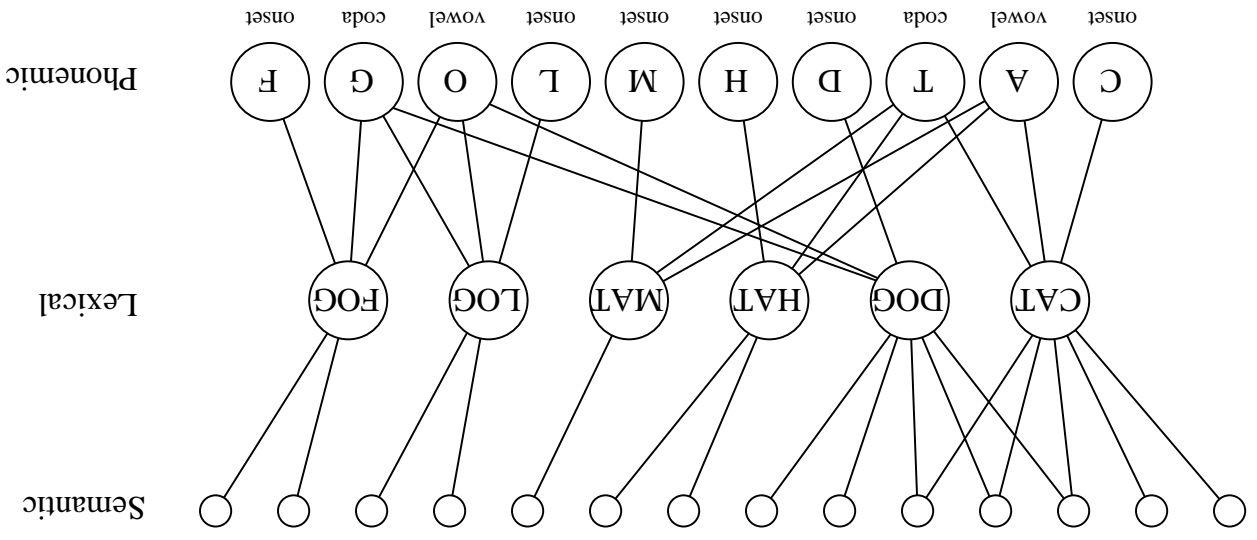 Semantic
CAT DOG HAT MAT LOG FOG Lexical
C A T D H M L O G F Phonemic
onset vowel coda onset onset onset onset vowel coda onset